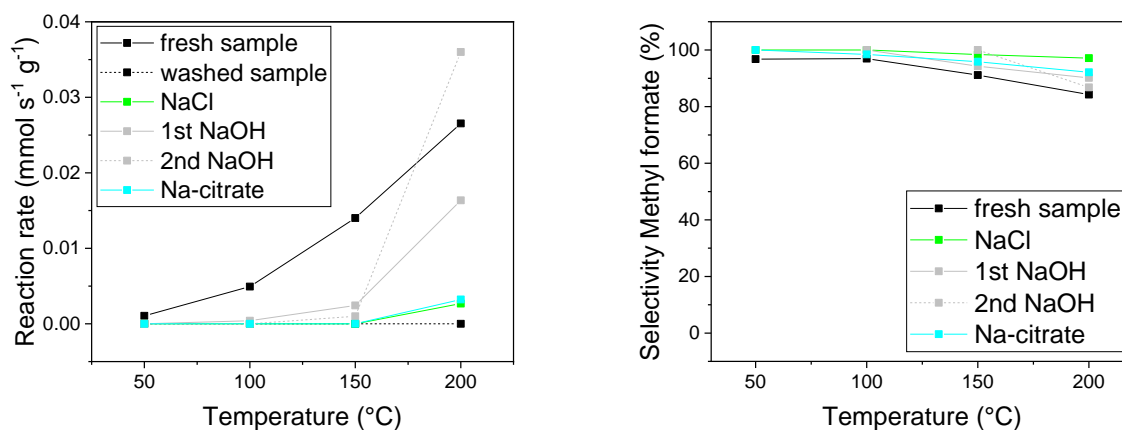 0.04
0.03
0.02
0.01
0.00
Reaction rate (mmol s⁻¹ g⁻¹)
fresh sample
washed sample
NaCl
1st NaOH
2nd NaOH
Na-citrate
50 100 150 200
Temperature (°C)
100
80
60
40
20
0
Selectivity Methyl formate (%)
fresh sample
NaCl
1st NaOH
2nd NaOH
Na-citrate
50 100 150 200
Temperature (°C)